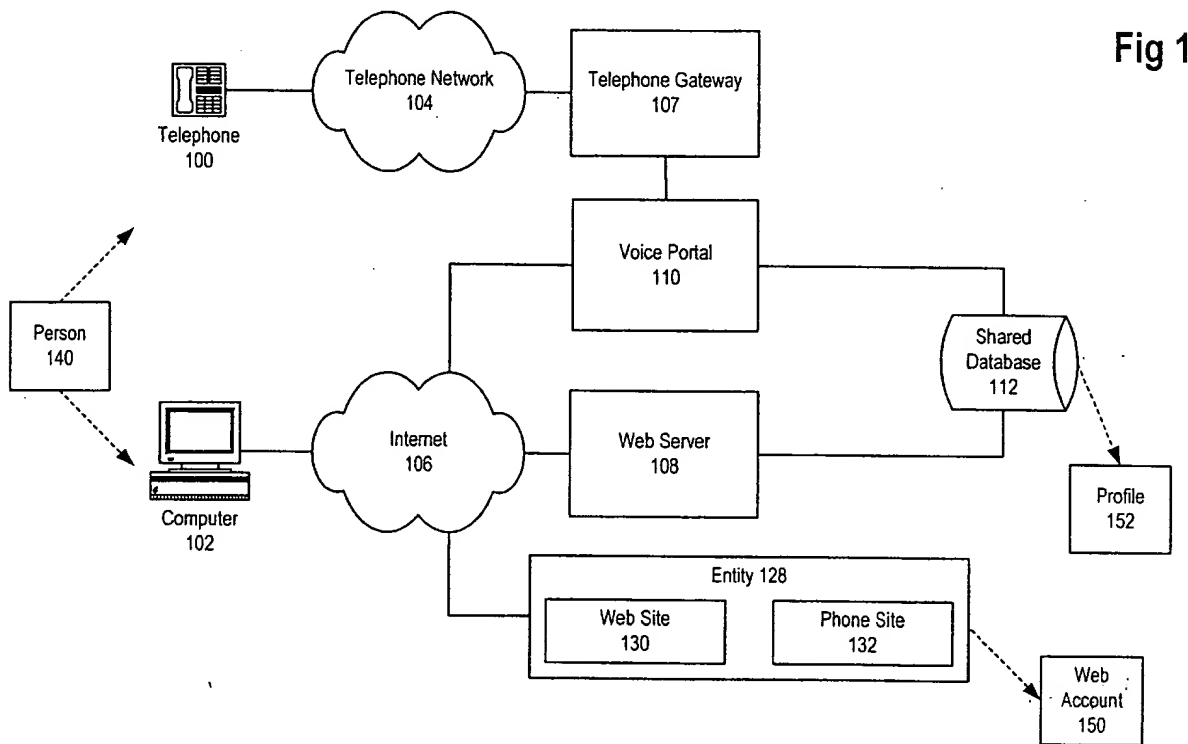 Fig 1
Telephone Network
104
Telephone Gateway
107
Telephone
100
Voice Portal
110
Person
140
Shared
Database
112
Internet
106
Web Server
108
Computer
102
Profile
152
Entity 128
Web Site
130
Phone Site
132
Web
Account
150